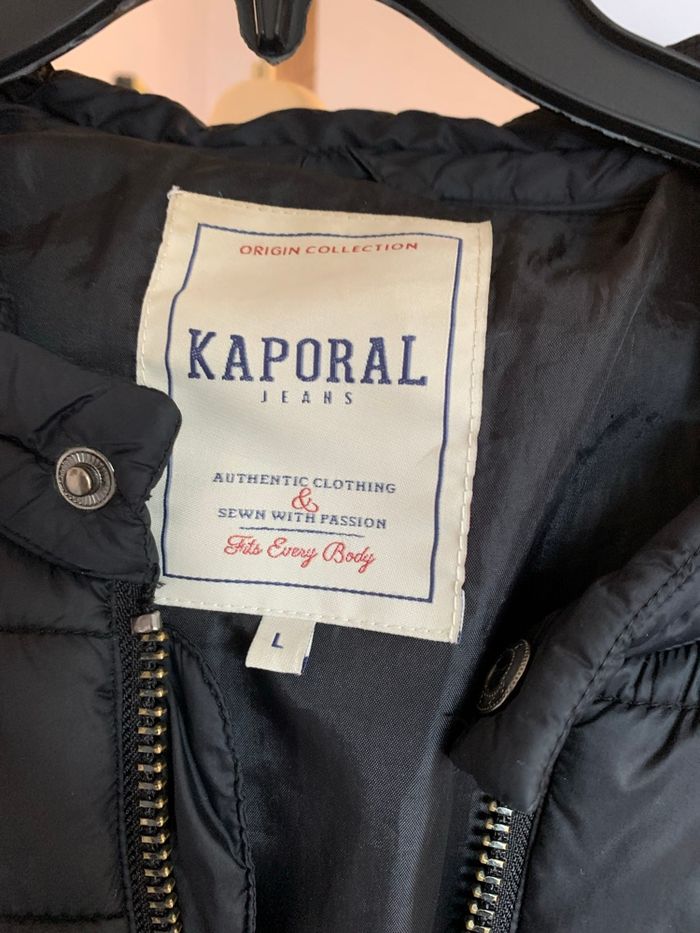 ORIGIN COLLECTION
KAPORAL
JEANS
AUTHENTIC CLOTHING
&
SEWN WITH PASSION
Fits Every Body
L